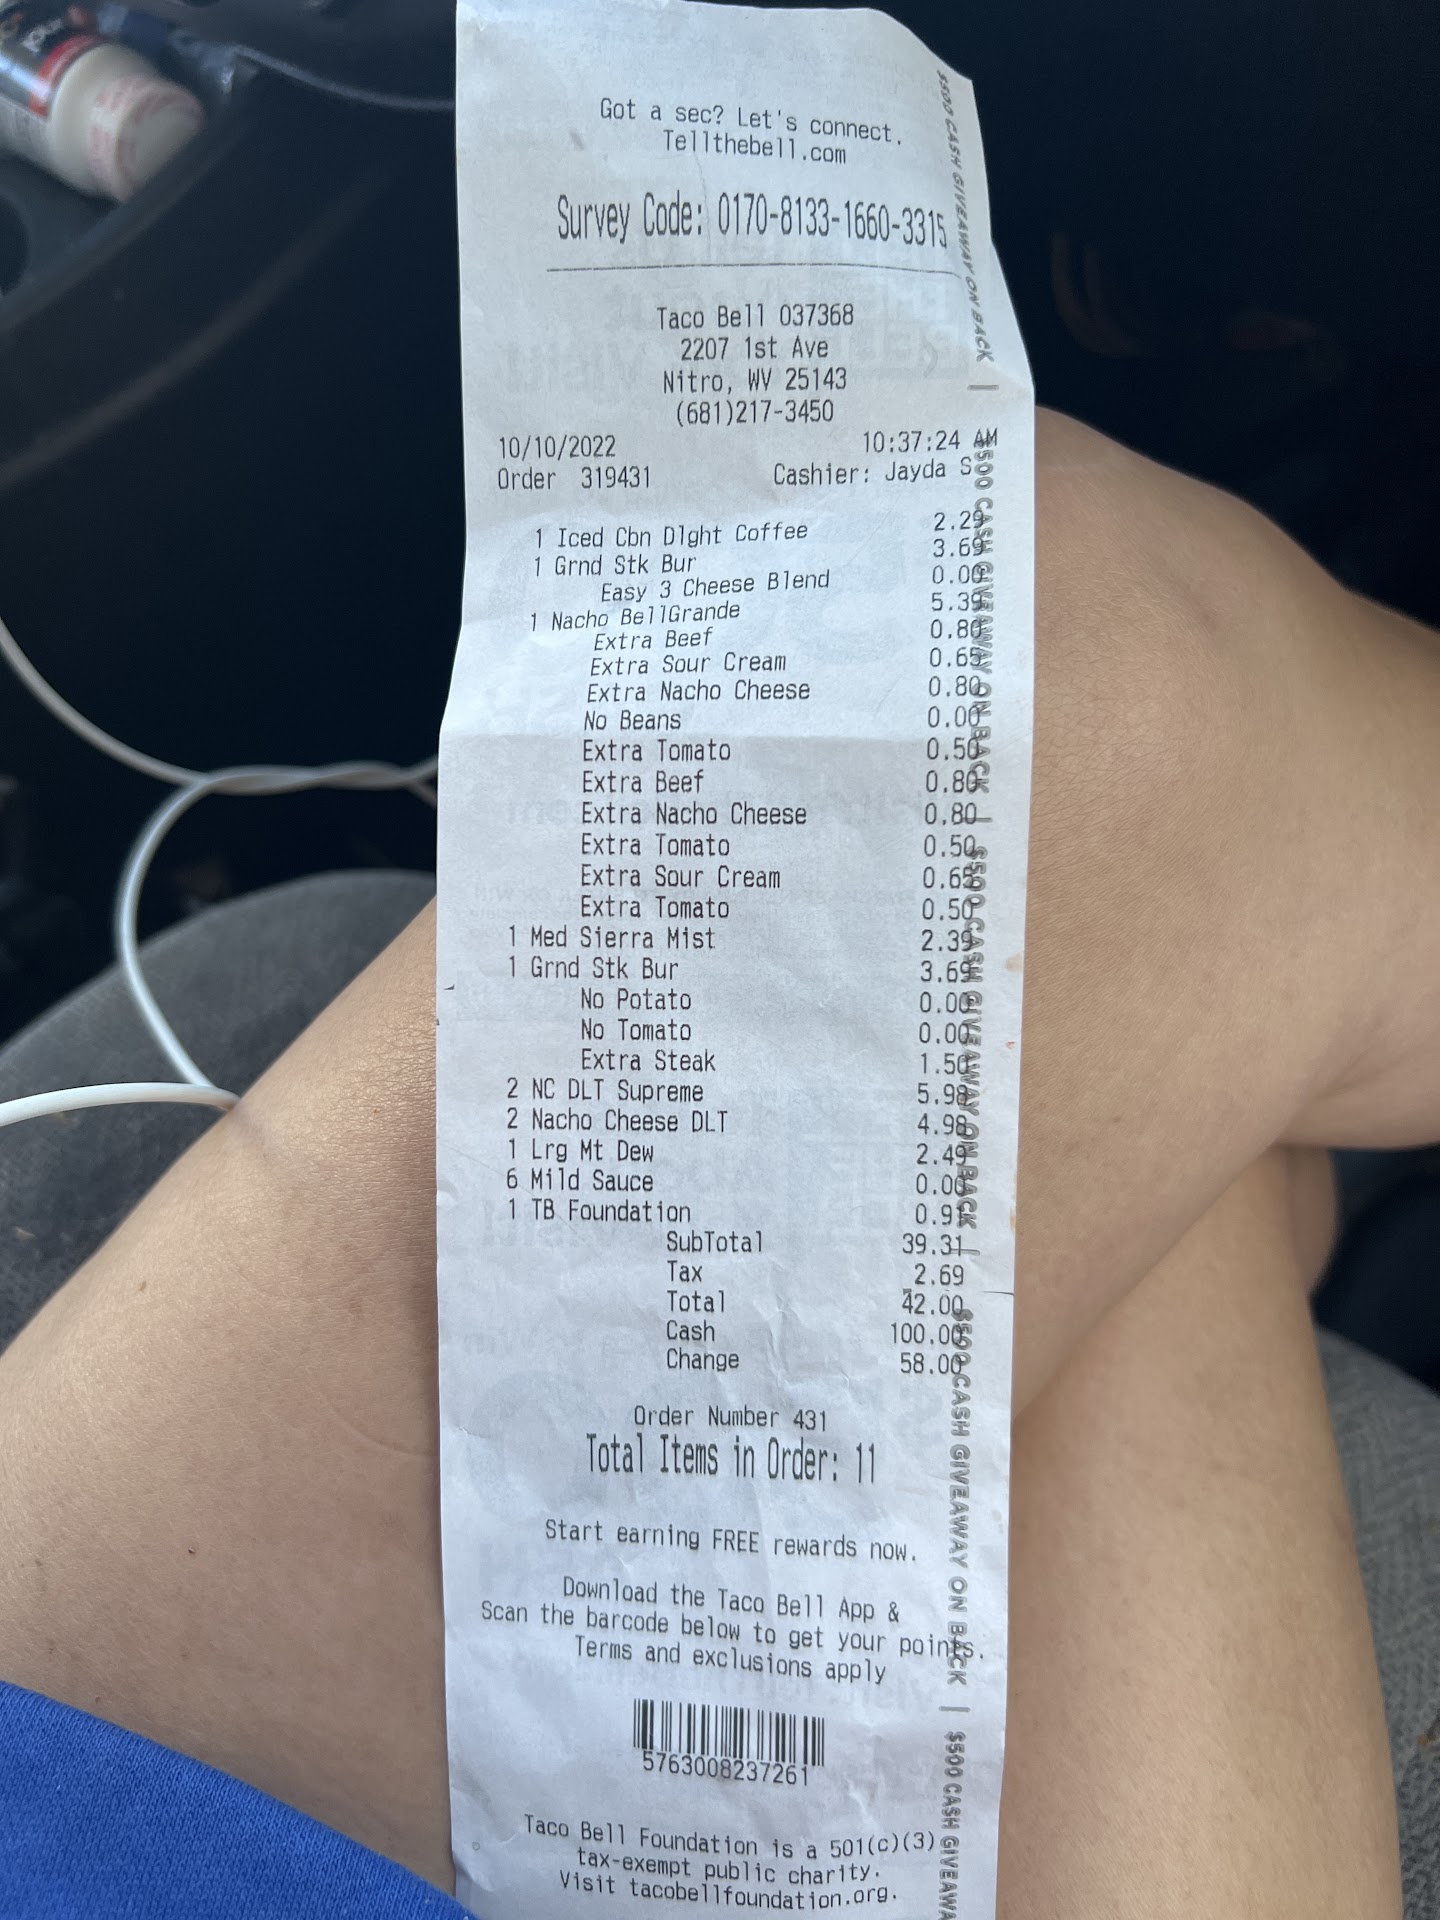 Got a sec? Let's connect.
Tellthebell.com
Survey Code: 0170-8133-1660-3315
Taco Bell 037368
2207 1st Ave
Nitro, WV 25143
(681)217-3450
10/10/2022 10:37:24 AM
Order 319431 Cashier: Jayda S
1 Iced Cbn Dlght Coffee 2.29
1 Grnd Stk Bur 3.69
Easy 3 Cheese Blend 0.00
1 Nacho BellGrande 5.39
Extra Beef 0.80
Extra Sour Cream 0.65
Extra Nacho Cheese 0.80
No Beans 0.00
Extra Tomato 0.50
Extra Beef 0.80
Extra Nacho Cheese 0.80
Extra Tomato 0.50
Extra Sour Cream 0.65
Extra Tomato 0.50
1 Med Sierra Mist 2.39
1 Grnd Stk Bur 3.69
No Potato 0.00
No Tomato 0.00
Extra Steak 1.50
2 NC DLT Supreme 5.98
2 Nacho Cheese DLT 4.98
1 Lrg Mt Dew 2.49
6 Mild Sauce 0.00
1 TB Foundation 0.91
SubTotal 39.31
Tax 2.69
Total 42.00
Cash 100.00
Change 58.00
Order Number 431
Total Items in Order: 11
Start earning FREE rewards now.
Download the Taco Bell App &
Scan the barcode below to get your points.
Terms and exclusions apply
5763008237261
Taco Bell Foundation is a 501(c)(3)
tax-exempt public charity.
Visit tacobellfoundation.org.
$500 CASH GIVEAWAY ON BACK | $500 CASH GIVEAWAY ON BACK | $500 CASH GIVEAWAY ON BACK | $500 CASH GIVEAWAY ON BACK | $500 CASH GIVEAWA